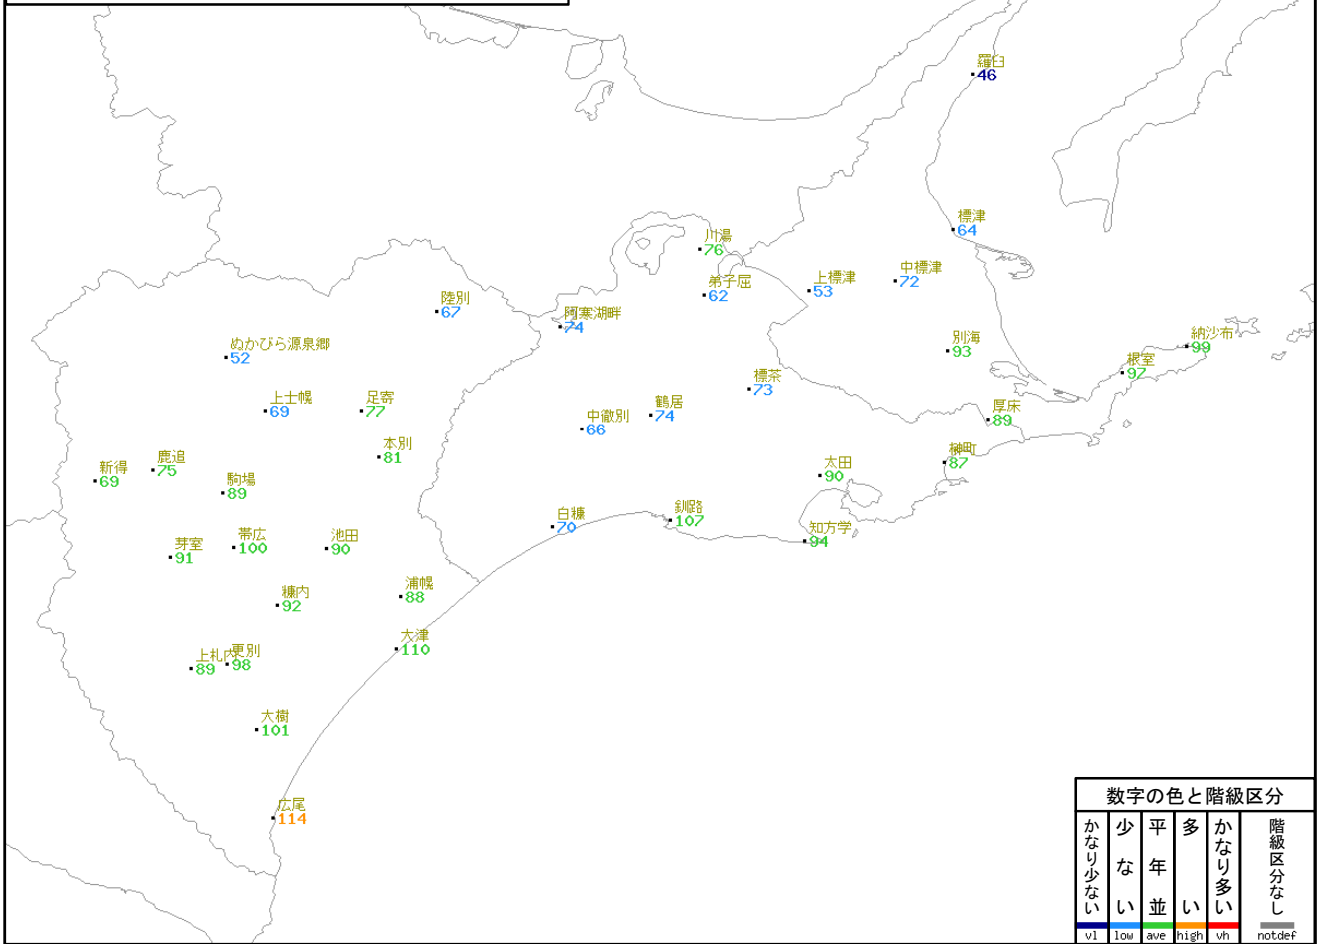 羅臼
46
標津
64
川湯
76
弟子屈
62
上標津
53
中標津
72
陸別
67
阿寒湖畔
74
ぬかびら源泉郷
52
別海
93
納沙布
99
根室
97
標茶
73
上士幌
69
足寄
77
中徹別
66
鶴居
74
厚床
89
本別
81
新得
69
鹿追
75
駒場
89
太田
90
榊町
87
白糠
70
釧路
107
知方学
94
芽室
91
帯広
100
池田
90
糠内
92
浦幌
88
大津
110
上札内
89
更別
98
大樹
101
広尾
114
数字の色と階級区分
かなり少ない
少ない
平年並
多い
かなり多い
階級区分なし
vl
low
ave
high
vh
notdef